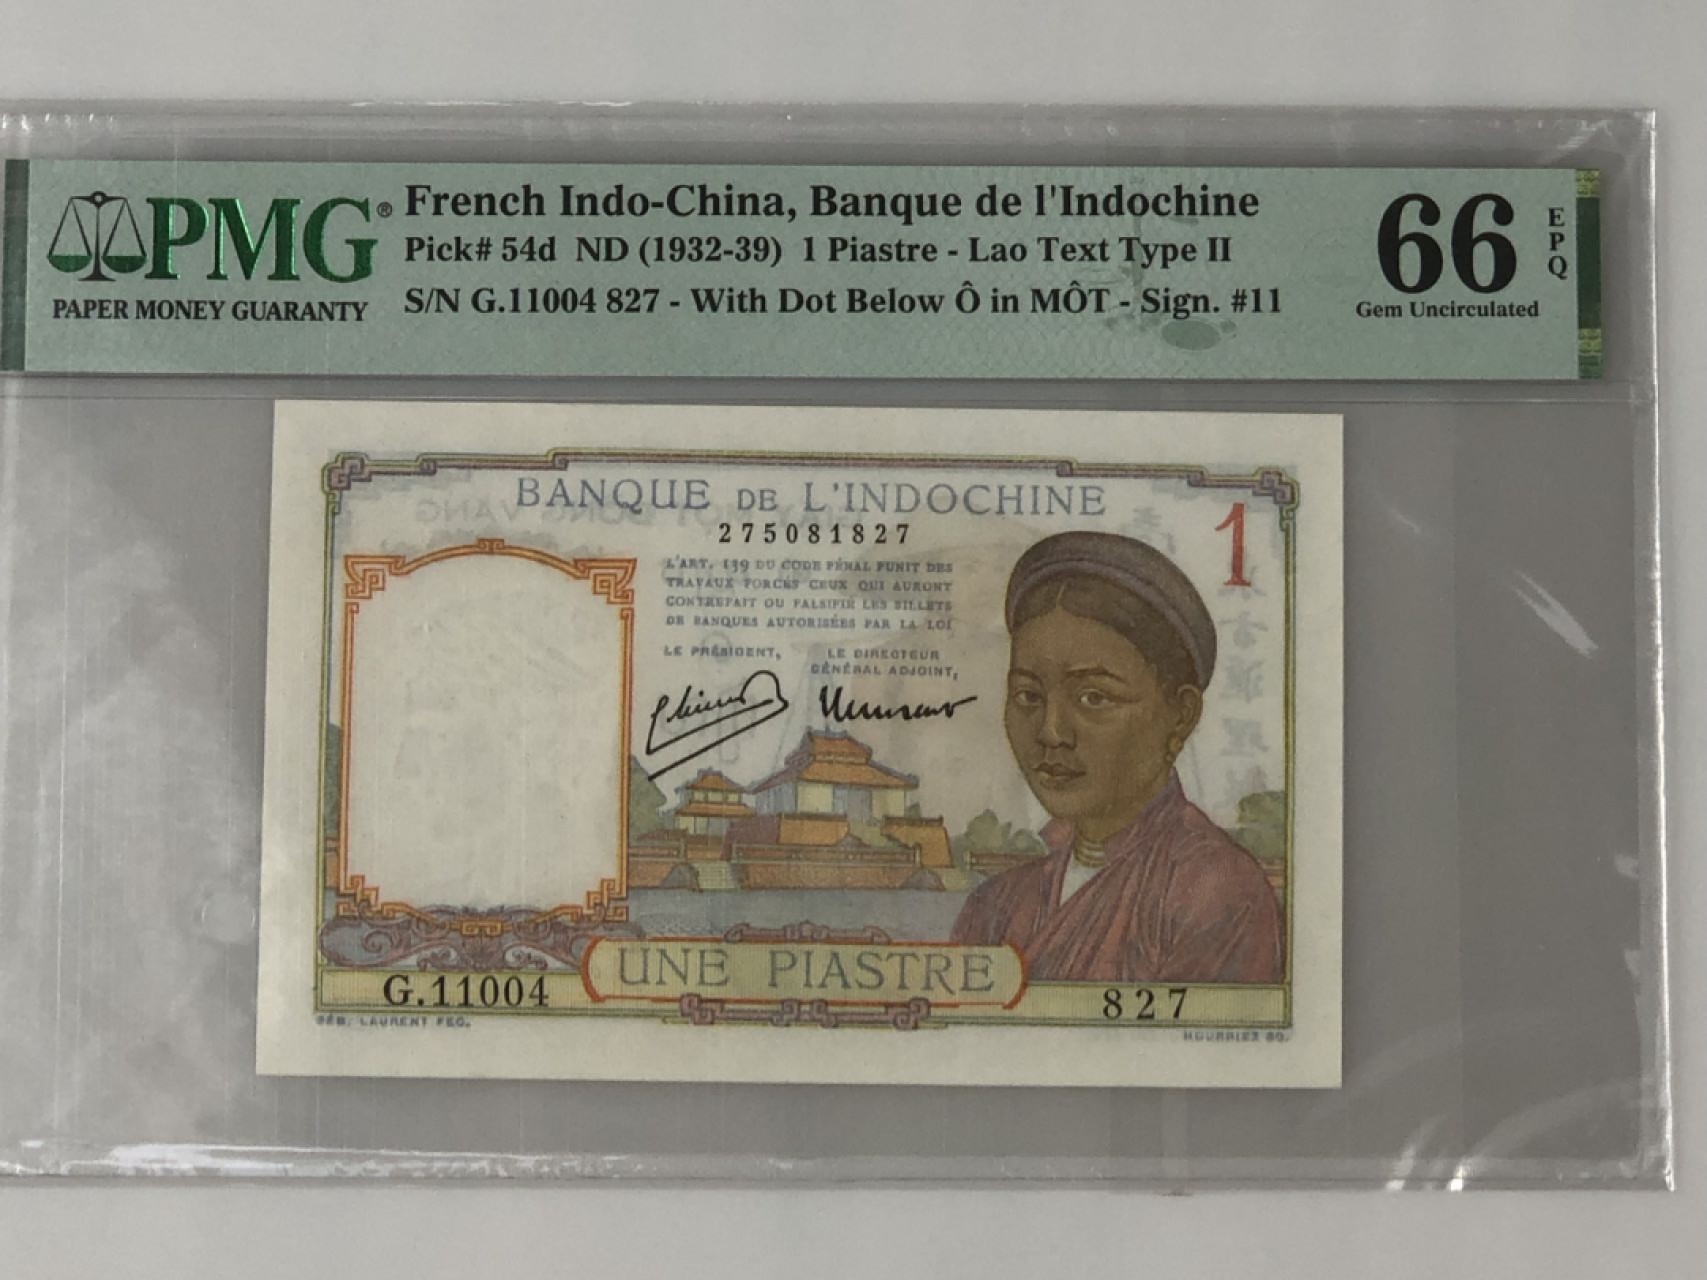 PMG®
PAPER MONEY GUARANTY
French Indo-China, Banque de l'Indochine
Pick# 54d ND (1932-39) 1 Piastre - Lao Text Type II
S/N G.11004 827 - With Dot Below Ô in MÔT - Sign. #11
66
EPQ
Gem Uncirculated
BANQUE DE L'INDOCHINE
275081827
1
L'ART. 139 DU CODE PÉNAL PUNIT DES
TRAVAUX FORCÉS CEUX QUI AURONT
CONTREFAIT OU FALSIFIÉ LES BILLETS
DE BANQUES AUTORISÉES PAR LA LOI
LE PRÉSIDENT,
LE DIRECTEUR
GÉNÉRAL ADJOINT,
UNE PIASTRE
G.11004
827
SÉB. LAURENT FEC.